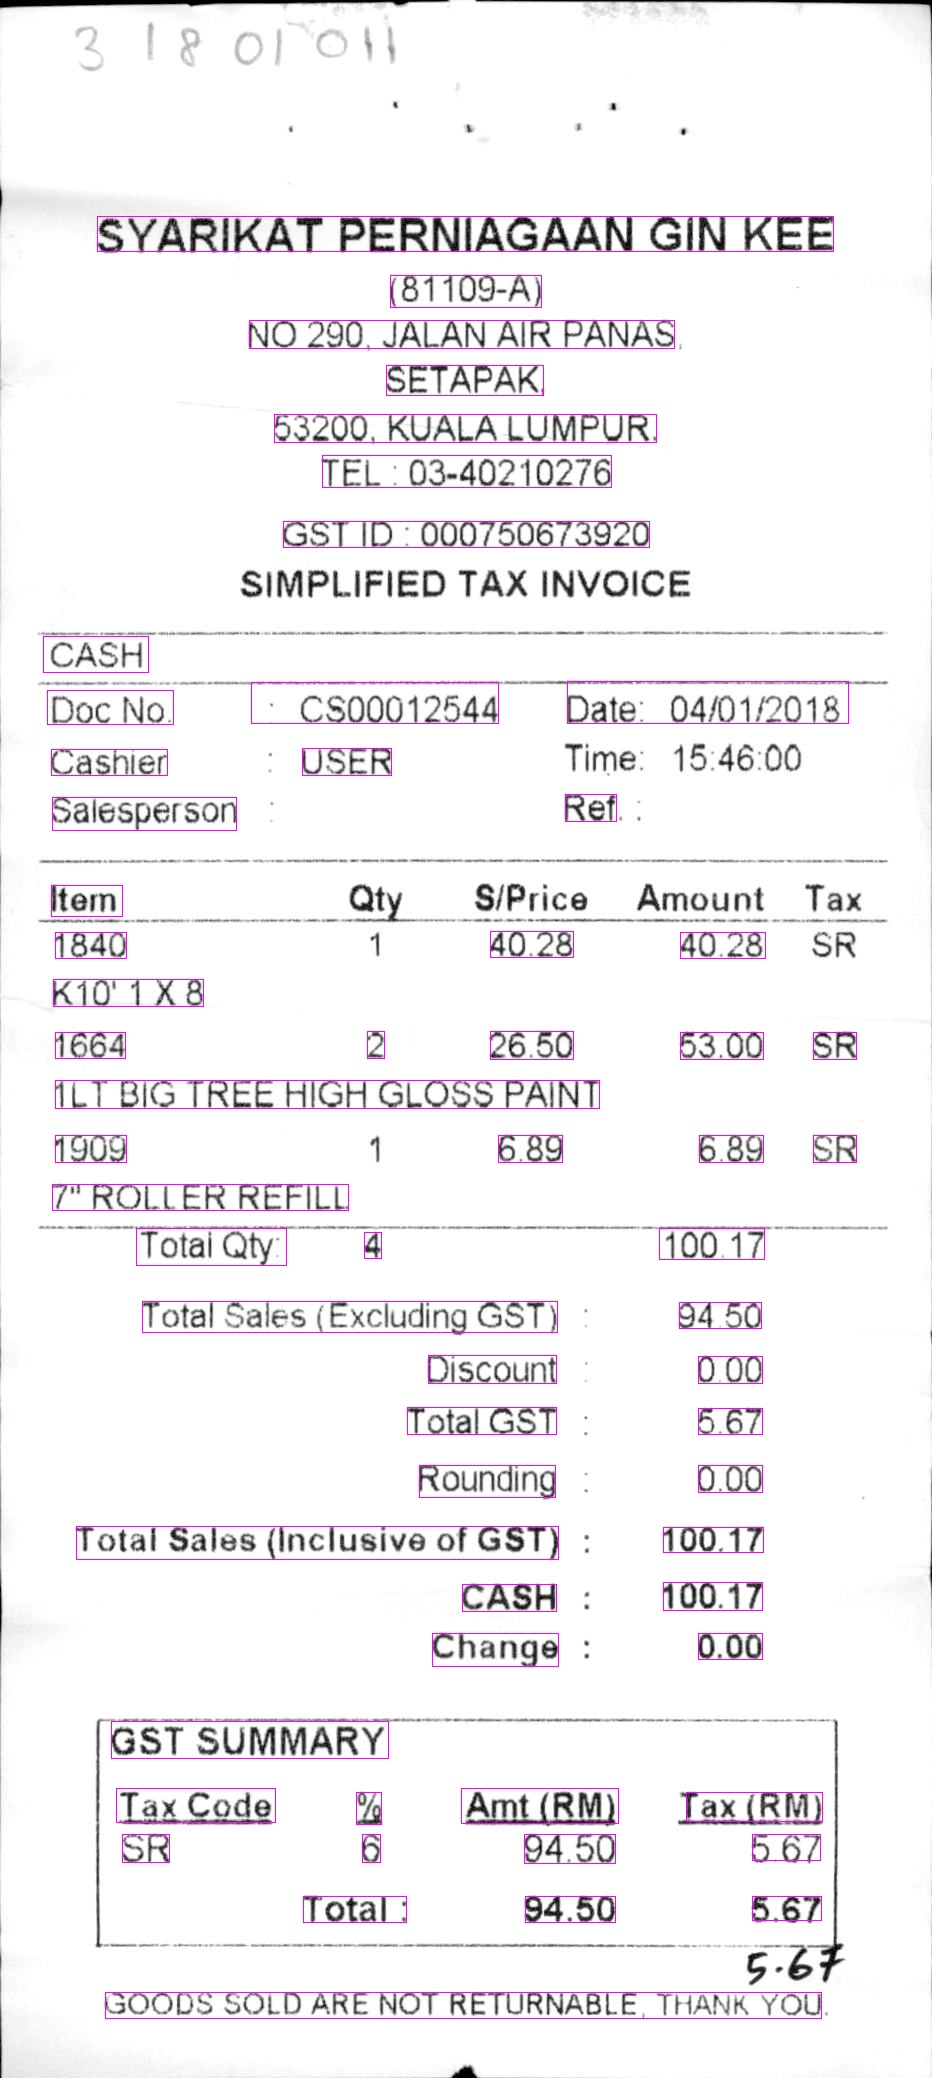 3 1801011
SYARIKAT PERNIAGAAN GIN KEE
(81109-A)
NO 290, JALAN AIR PANAS,
SETAPAK,
53200, KUALA LUMPUR.
TEL : 03-40210276
GST ID : 000750673920
SIMPLIFIED TAX INVOICE
CASH
Doc No. : CS00012544 Date: 04/01/2018
Cashier : USER Time: 15:46:00
Salesperson : Ref. :
Item Qty S/Price Amount Tax
1840 1 40.28 40.28 SR
K10' 1 X 8
1664 2 26.50 53.00 SR
1LT BIG TREE HIGH GLOSS PAINT
1909 1 6.89 6.89 SR
7" ROLLER REFILL
Total Qty: 4 100.17
Total Sales (Excluding GST) : 94.50
Discount : 0.00
Total GST : 5.67
Rounding : 0.00
Total Sales (Inclusive of GST) : 100.17
CASH : 100.17
Change : 0.00
GST SUMMARY
Tax Code % Amt (RM) Tax (RM)
SR 6 94.50 5.67
Total : 94.50 5.67
5.67
GOODS SOLD ARE NOT RETURNABLE, THANK YOU.